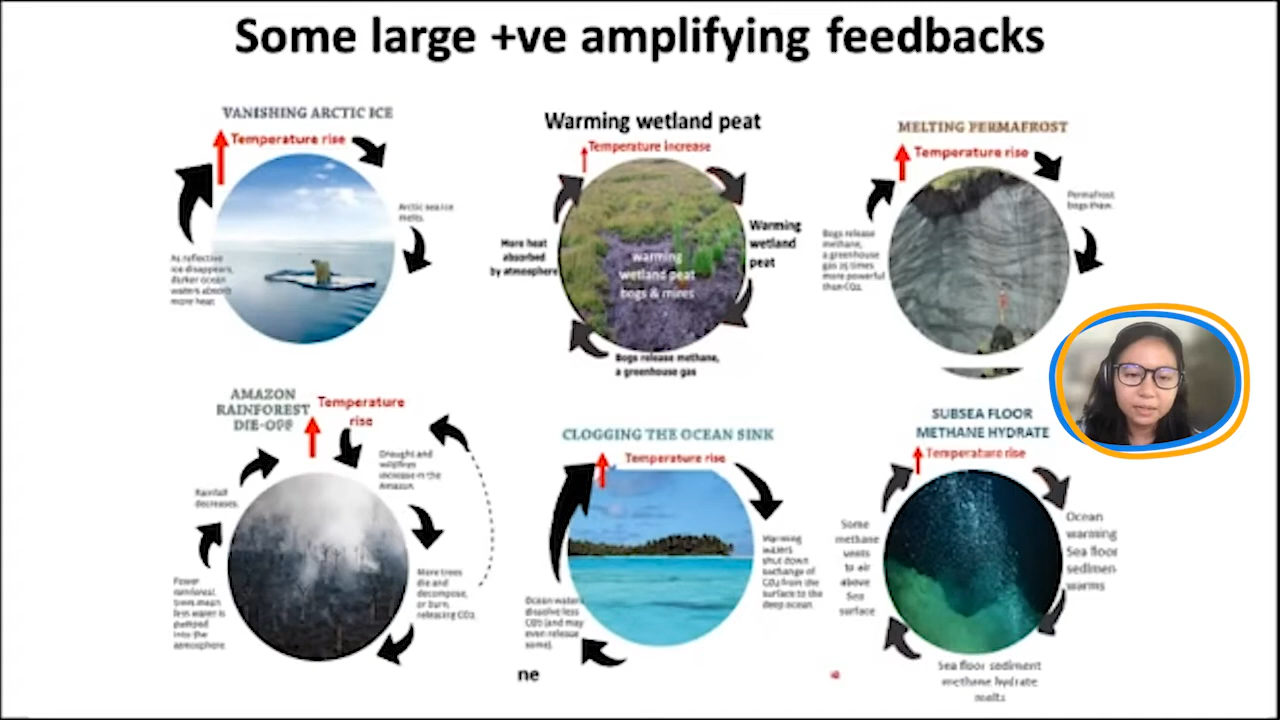 Some large +ve amplifying feedbacks
VANISHING ARCTIC ICE
Temperature rise
Arctic sea ice
melts.
As reflective
ice disappears,
darker ocean
waters absorb
more heat
Warming wetland peat
Temperature increase
Warming
wetland
peat
warming
wetland peat
bogs & mires
More heat
absorbed
by atmosphere
Bogs release methane,
a greenhouse gas
MELTING PERMAFROST
Temperature rise
Permafrost
bogs thaw.
Bogs release
methane,
a greenhouse
gas 25 times
more powerful
than CO2.
AMAZON
RAINFOREST
DIE-OFF
Temperature
rise
Drought and
wildfires
increase in the
Amazon.
More trees
die and
decompose,
or burn,
releasing CO2.
Fewer
rainforest
trees mean
less water is
pumped
into the
atmosphere
Rainfall
decreases.
CLOGGING THE OCEAN SINK
Temperature rise
Warming
waters
shut down
exchange of
CO2 from the
surface to the
deep ocean.
Ocean waters
dissolve less
CO2 (and may
even release
some).
SUBSEA FLOOR
METHANE HYDRATE
Temperature rise
Ocean
warming
Sea floor
sediment
warms
Sea floor sediment
methane hydrate
melts
Some
methane
vents
to air
above
Sea
surface
ne